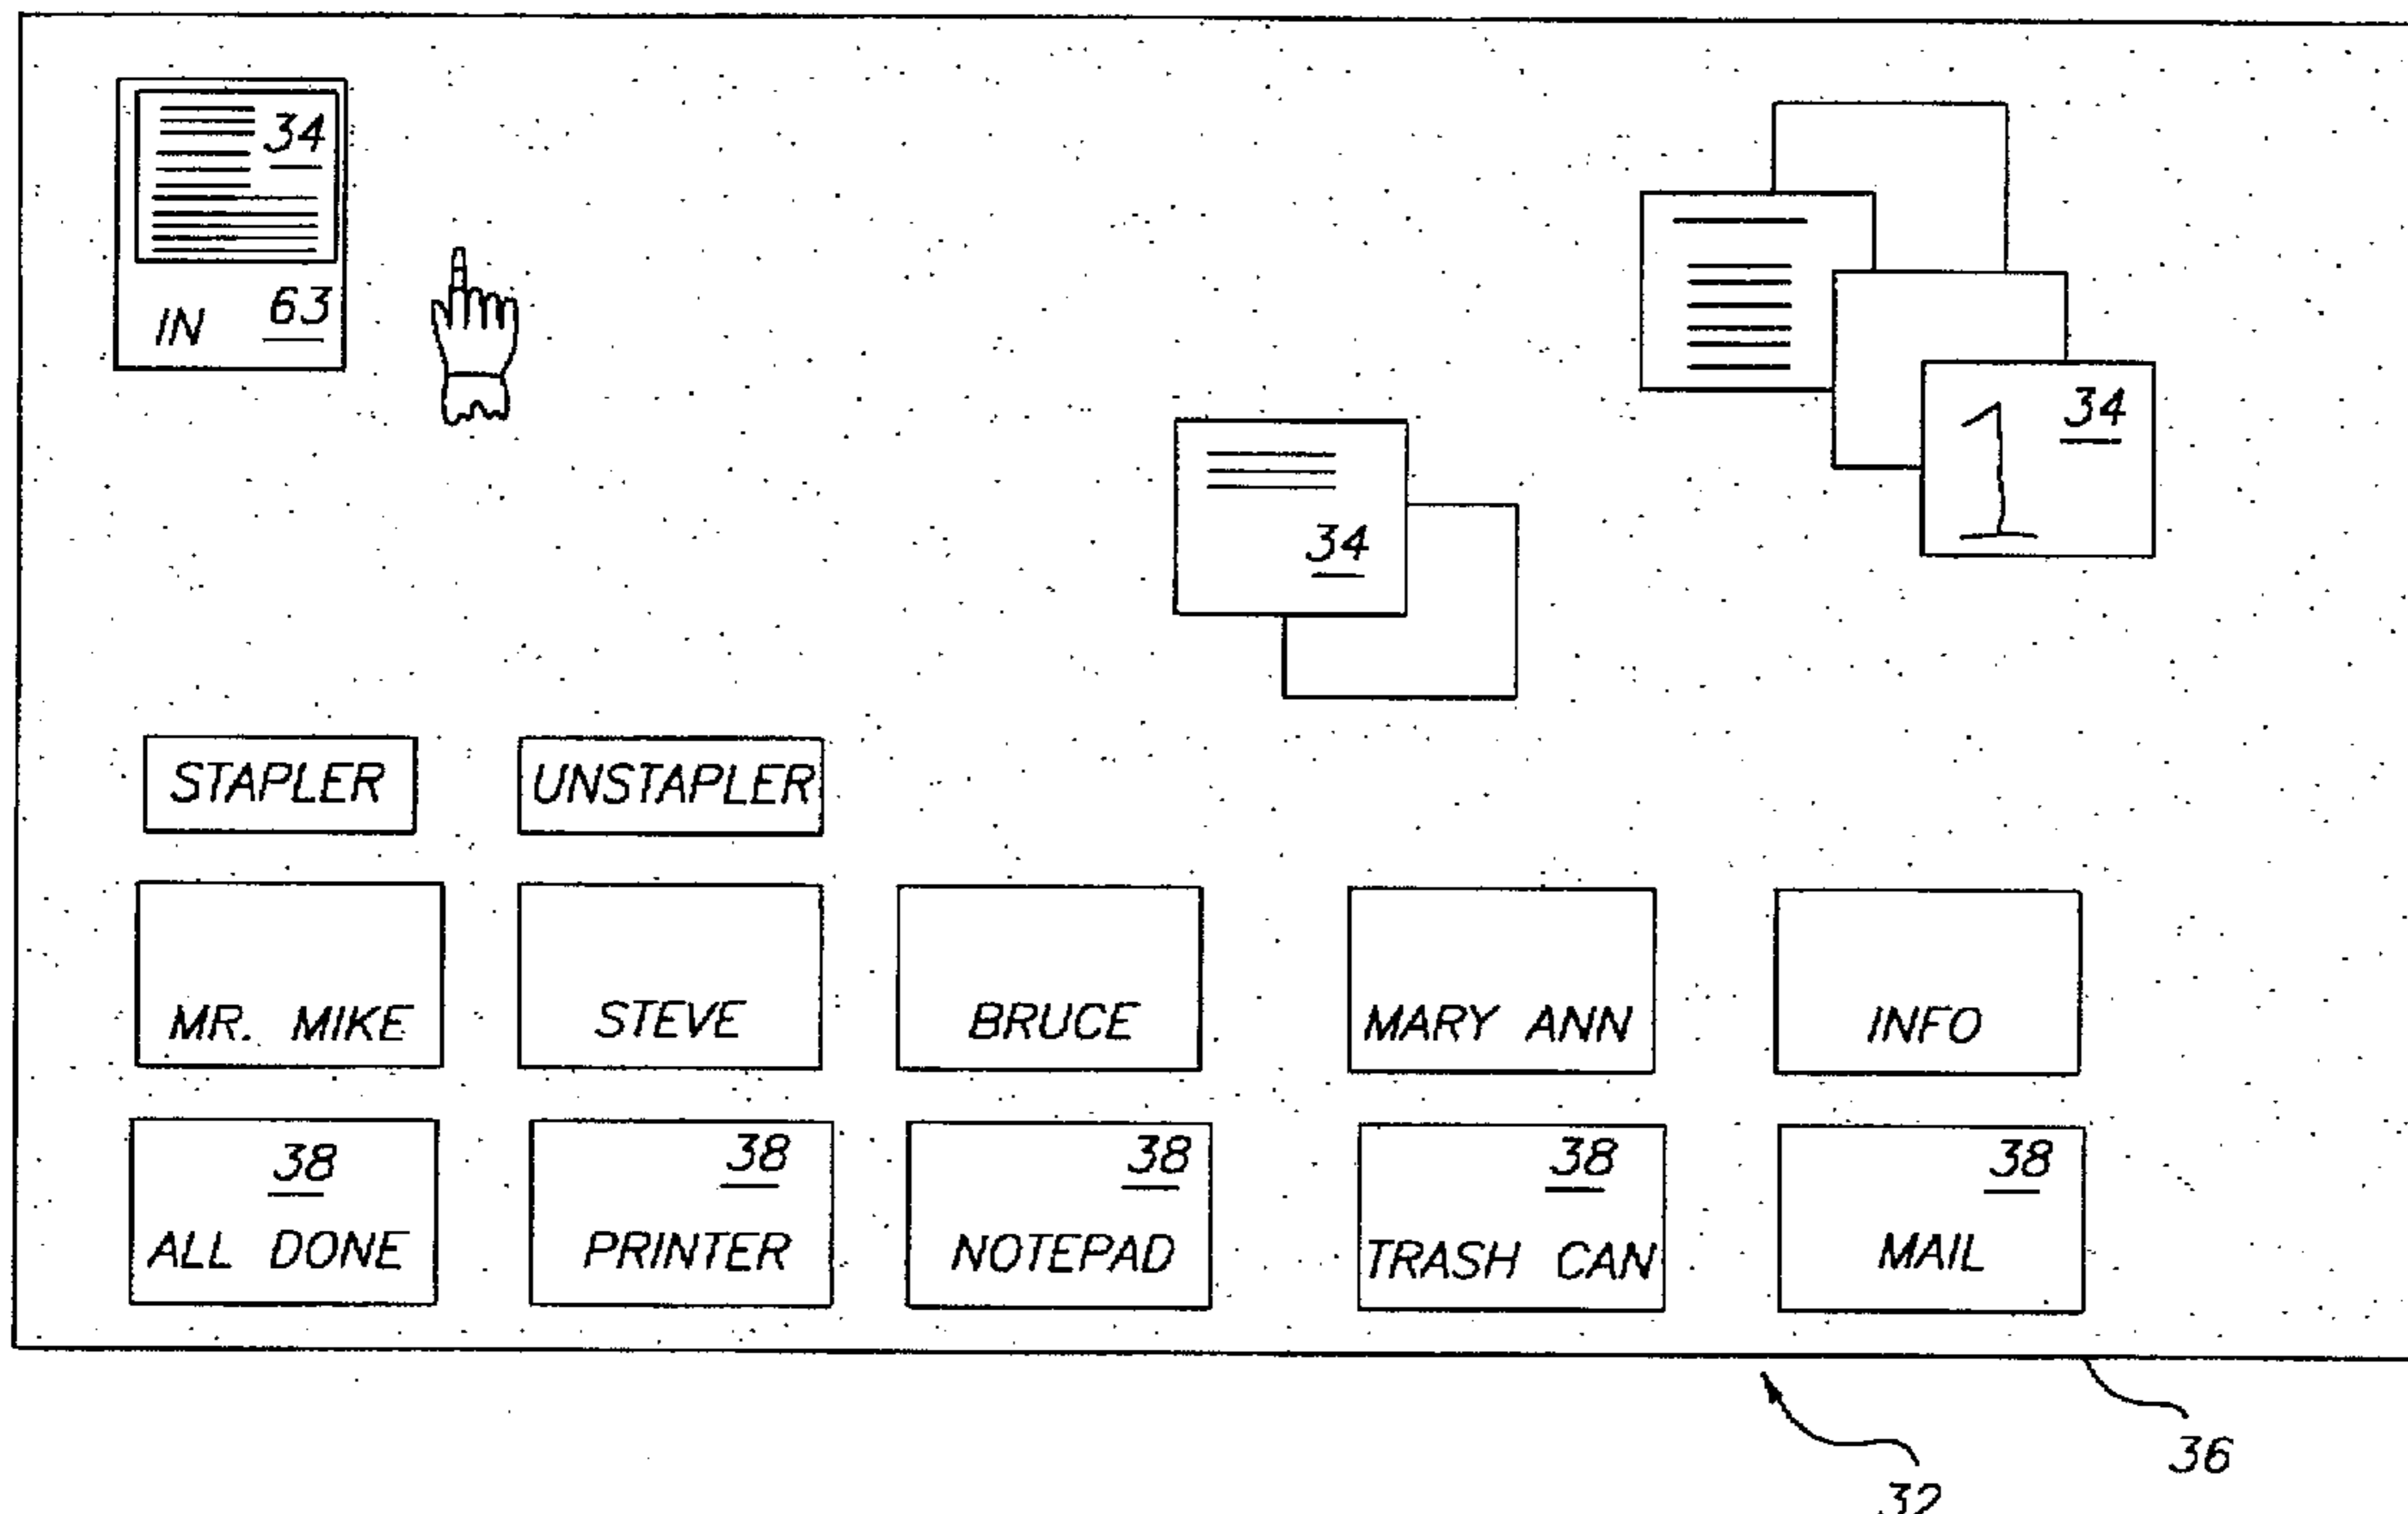 34
IN 63
34
1
34
STAPLER UNSTAPLER
MR. MIKE STEVE BRUCE MARY ANN INFO
38 38 38 38 38
ALL DONE PRINTER NOTEPAD TRASH CAN MAIL
36
32